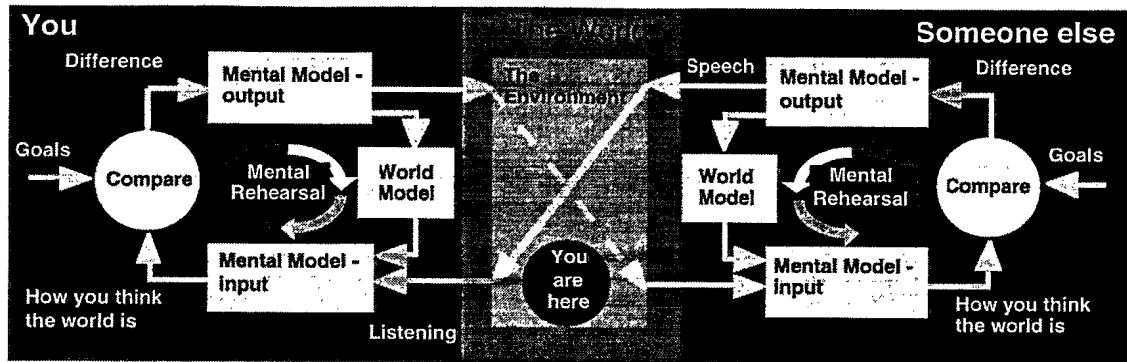 You
The World
Someone else
Difference
Mental Model -
output
The
Environment
Speech
Mental Model -
output
Difference
Goals
Compare
Mental
Rehearsal
World
Model
World
Model
Mental
Rehearsal
Compare
Goals
Mental Model -
input
You
are
here
Mental Model -
input
How you think
the world is
Listening
How you think
the world is